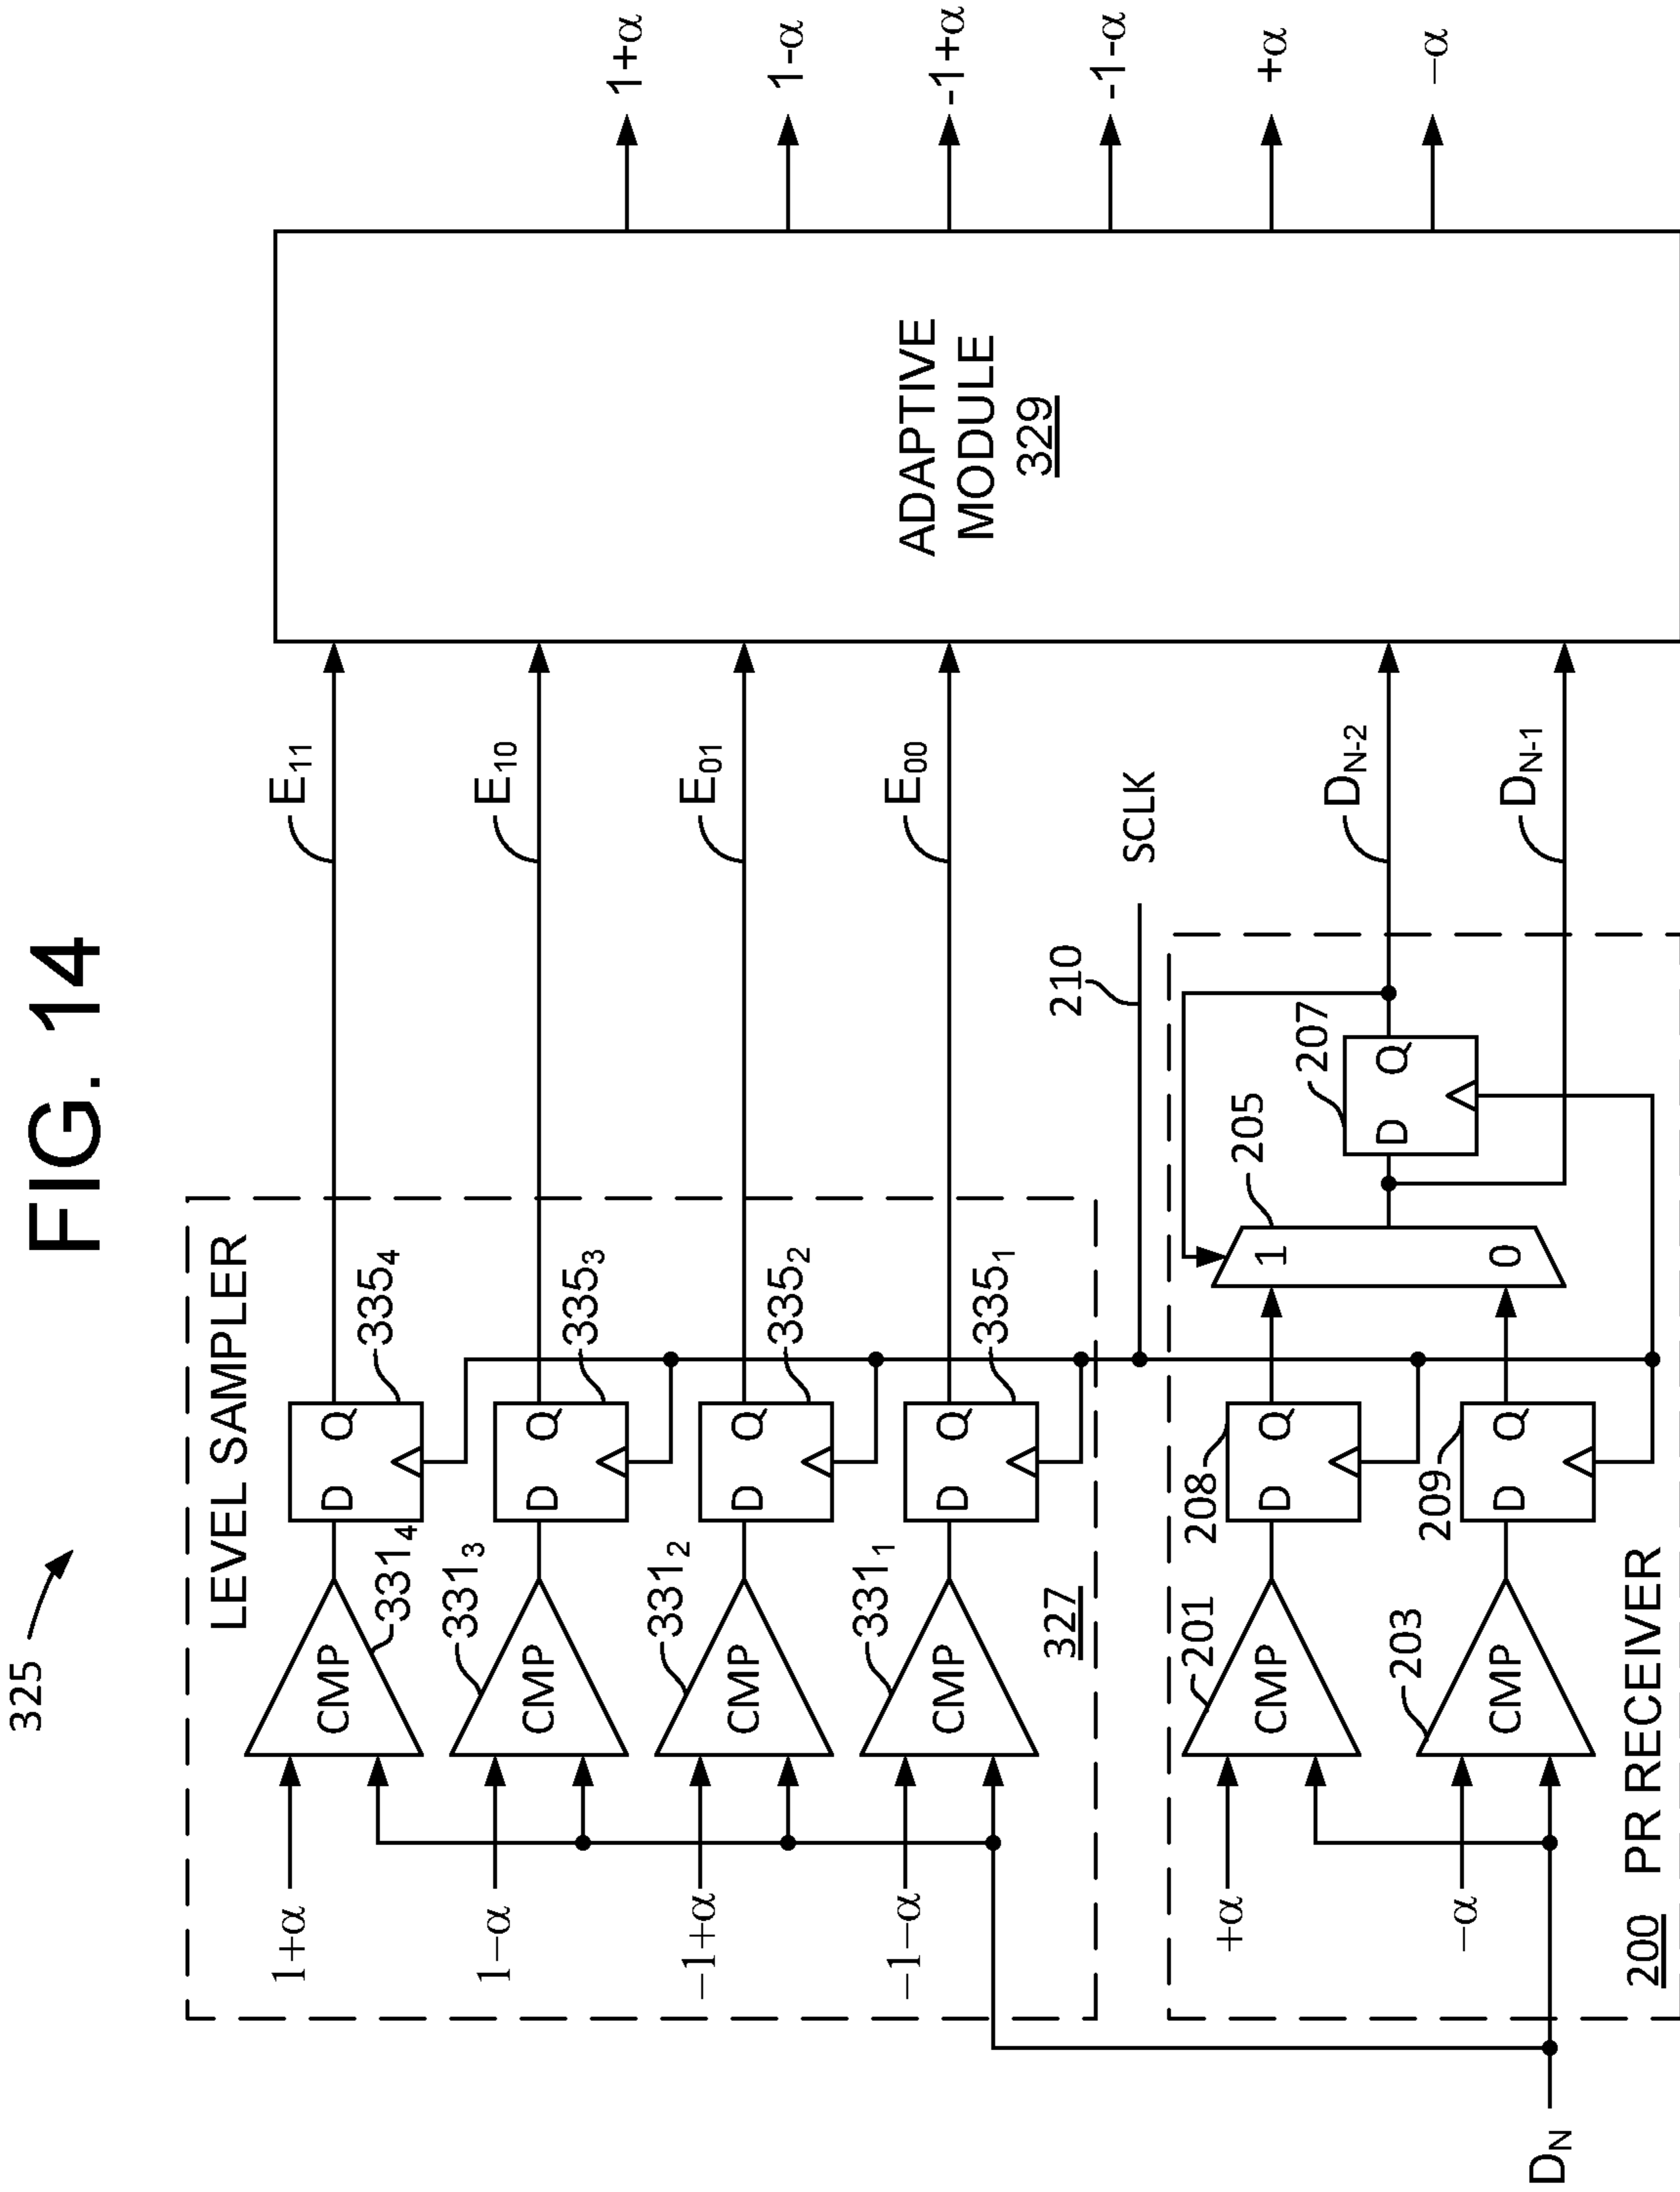 FIG. 14
325
LEVEL SAMPLER
1+α
CMP
331₄
D Q
335₄
E₁₁
1−α
CMP
331₃
D Q
335₃
E₁₀
−1+α
CMP
331₂
D Q
335₂
E₀₁
−1−α
CMP
331₁
D Q
335₁
E₀₀
327
210
SCLK
ADAPTIVE
MODULE
329
1+α
1-α
-1+α
-1-α
+α
−α
+α
CMP
201
208
D Q
1
205
207
D Q
D_N-2
−α
CMP
203
209
D Q
0
D_N-1
200 PR RECEIVER
D_N